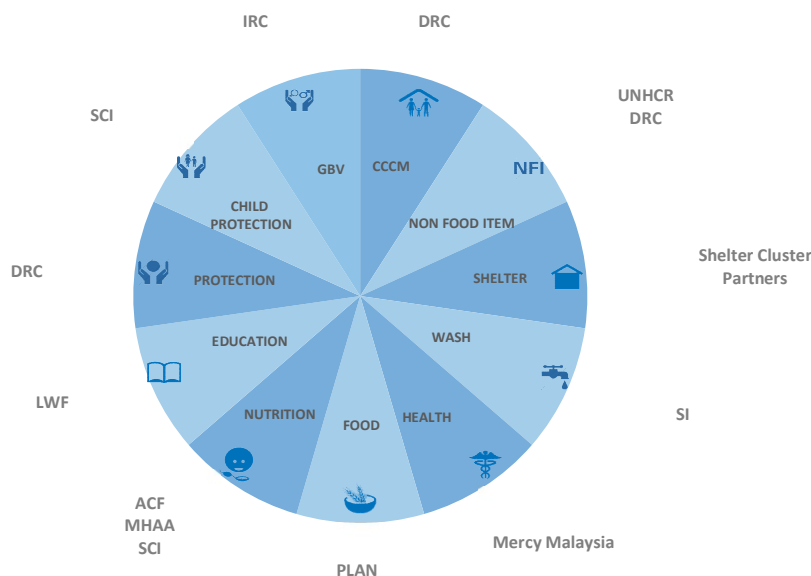 IRC
DRC
SCI
UNHCR
DRC
GBV
CCCM
NFI
CHILD
PROTECTION
NON FOOD ITEM
DRC
PROTECTION
SHELTER
Shelter Cluster
Partners
EDUCATION
WASH
LWF
NUTRITION
FOOD
HEALTH
SI
ACF
MHAA
SCI
PLAN
Mercy Malaysia